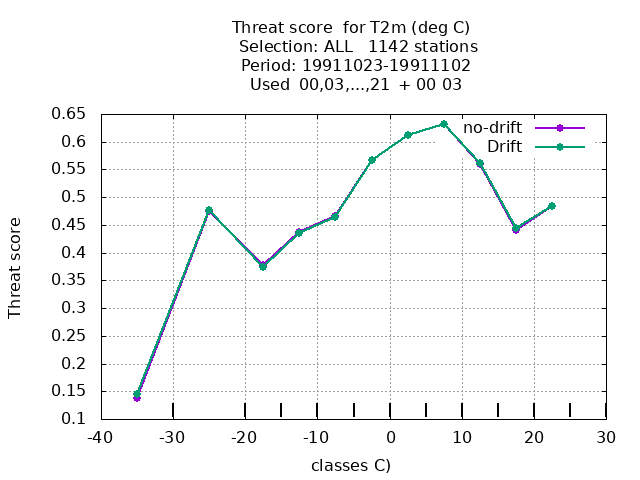 Threat score  for T2m (deg C)
Selection: ALL   1142 stations
Period: 19911023-19911102
Used  00,03,...,21  + 00 03
no-drift
Drift
0.65
0.6
0.55
0.5
0.45
0.4
0.35
0.3
0.25
0.2
0.15
0.1
Threat score
-40 -30 -20 -10 0 10 20 30
classes C)